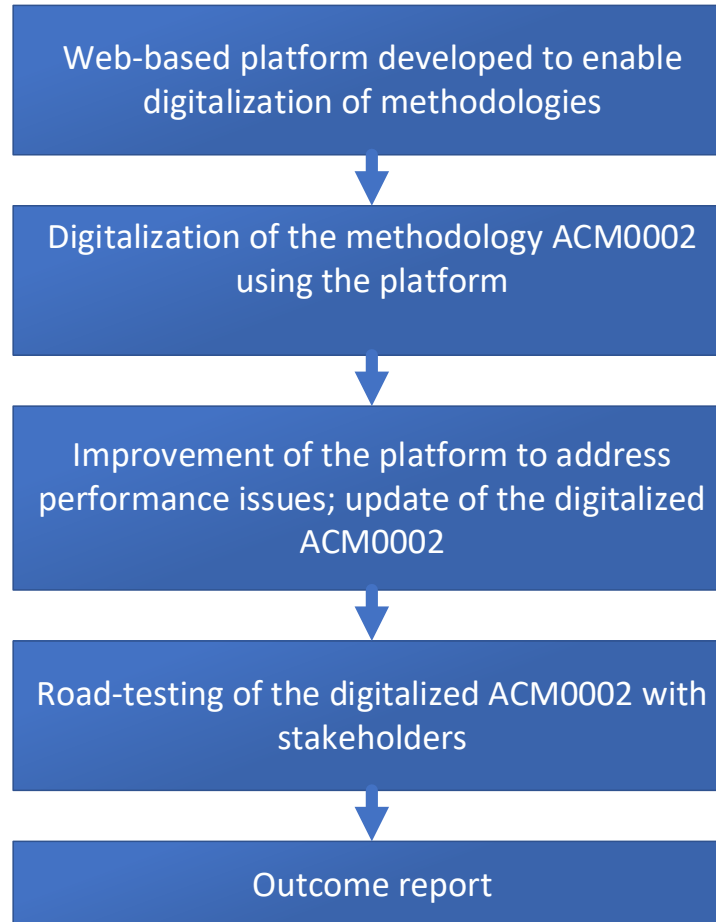 Web-based platform developed to enable
digitalization of methodologies
Digitalization of the methodology ACM0002
using the platform
Improvement of the platform to address
performance issues; update of the digitalized
ACM0002
Road-testing of the digitalized ACM0002 with
stakeholders
Outcome report